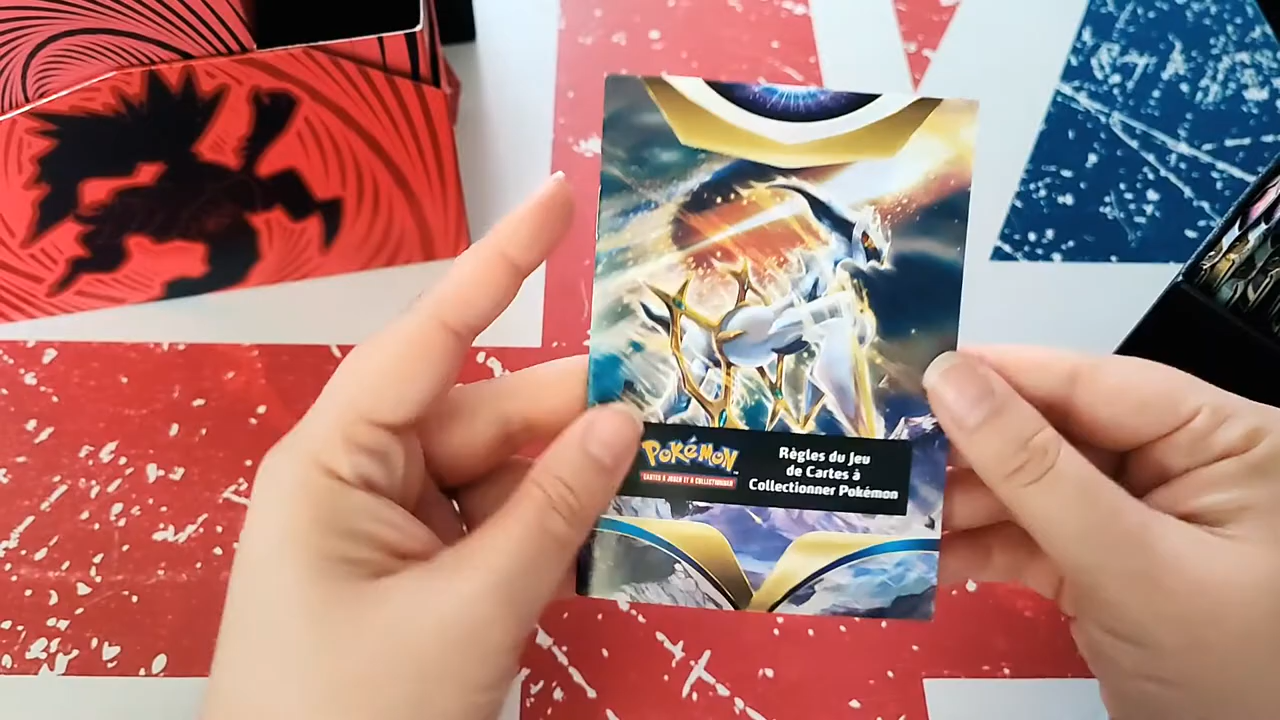 Pokémon
CARTES À JOUER ET À COLLECTIONNER
Règles du Jeu
de Cartes à
Collectionner Pokémon